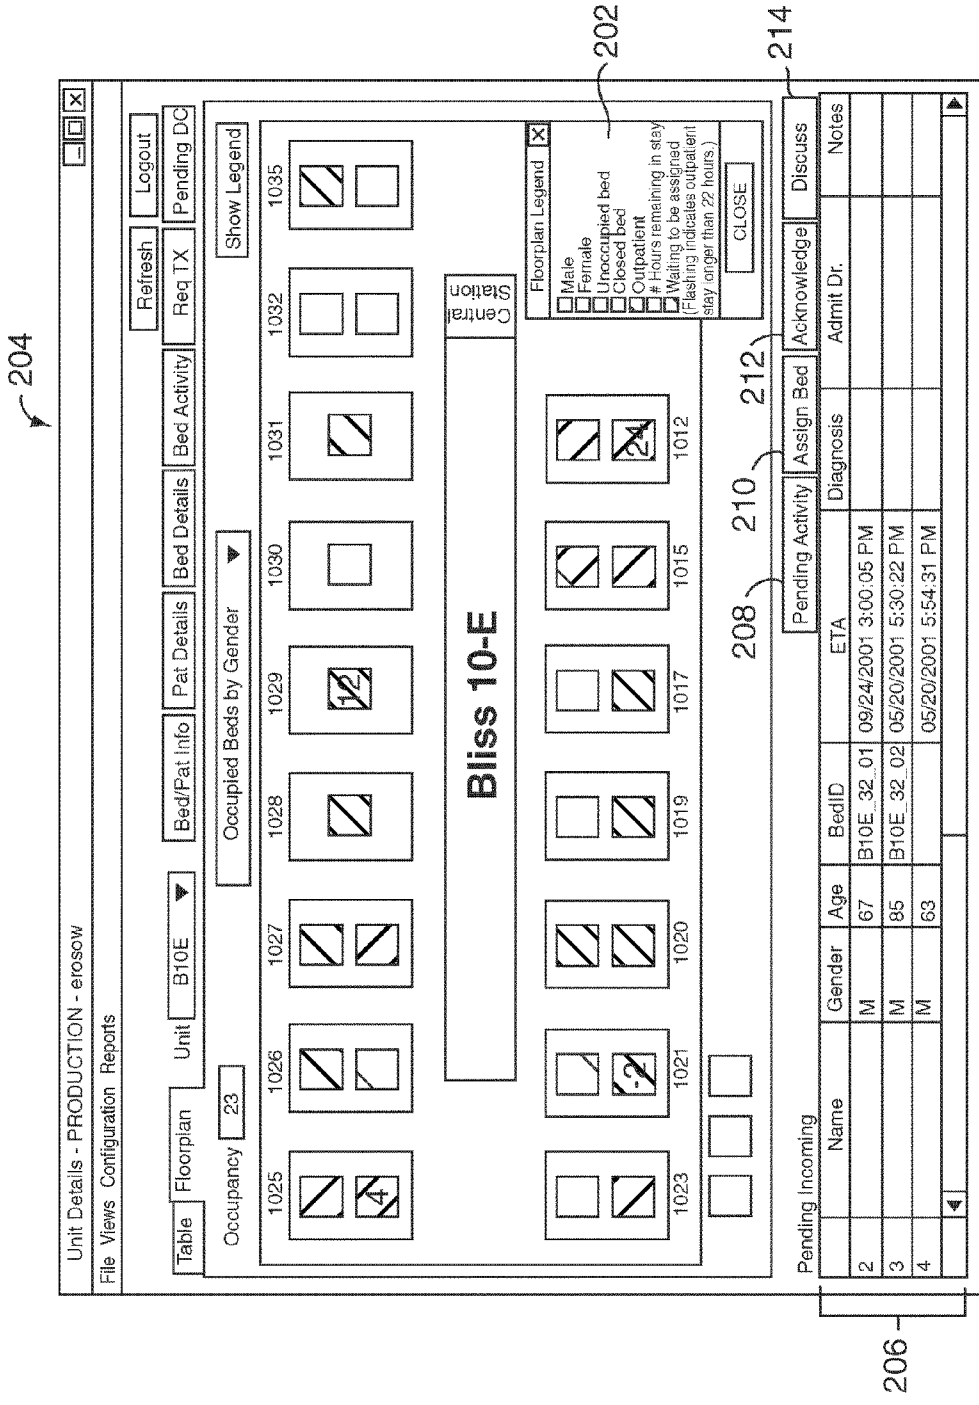 204
Unit Details - PRODUCTION - erosow
File Views Configuration Reports
Refresh Logout
Table Floorplan Unit B10E Bed/Pat Info Pat Details Bed Details Bed Activity Req TX Pending DC
Occupancy 23 Occupied Beds by Gender Show Legend
1025 1026 1027 1028 1029 1030 1031 1032 1035
4 12
Bliss 10-E
Central
Station
-2 24
1023 1021 1020 1019 1017 1015 1012
Floorplan Legend
Male
Female
Unoccupied bed
Closed bed
Outpatient
# Hours remaining in stay
Waiting to be assigned
(Flashing indicates outpatient
stay longer than 22 hours.)
CLOSE
202
208 210 212 214
Pending Incoming Pending Activity Assign Bed Acknowledge Discuss
Name Gender Age BedID ETA Diagnosis Admit Dr. Notes
2 M 67 B10E_32_01 09/24/2001 3:00:05 PM
3 M 85 B10E_32_02 05/20/2001 5:30:22 PM
4 M 63 05/20/2001 5:54:31 PM
206